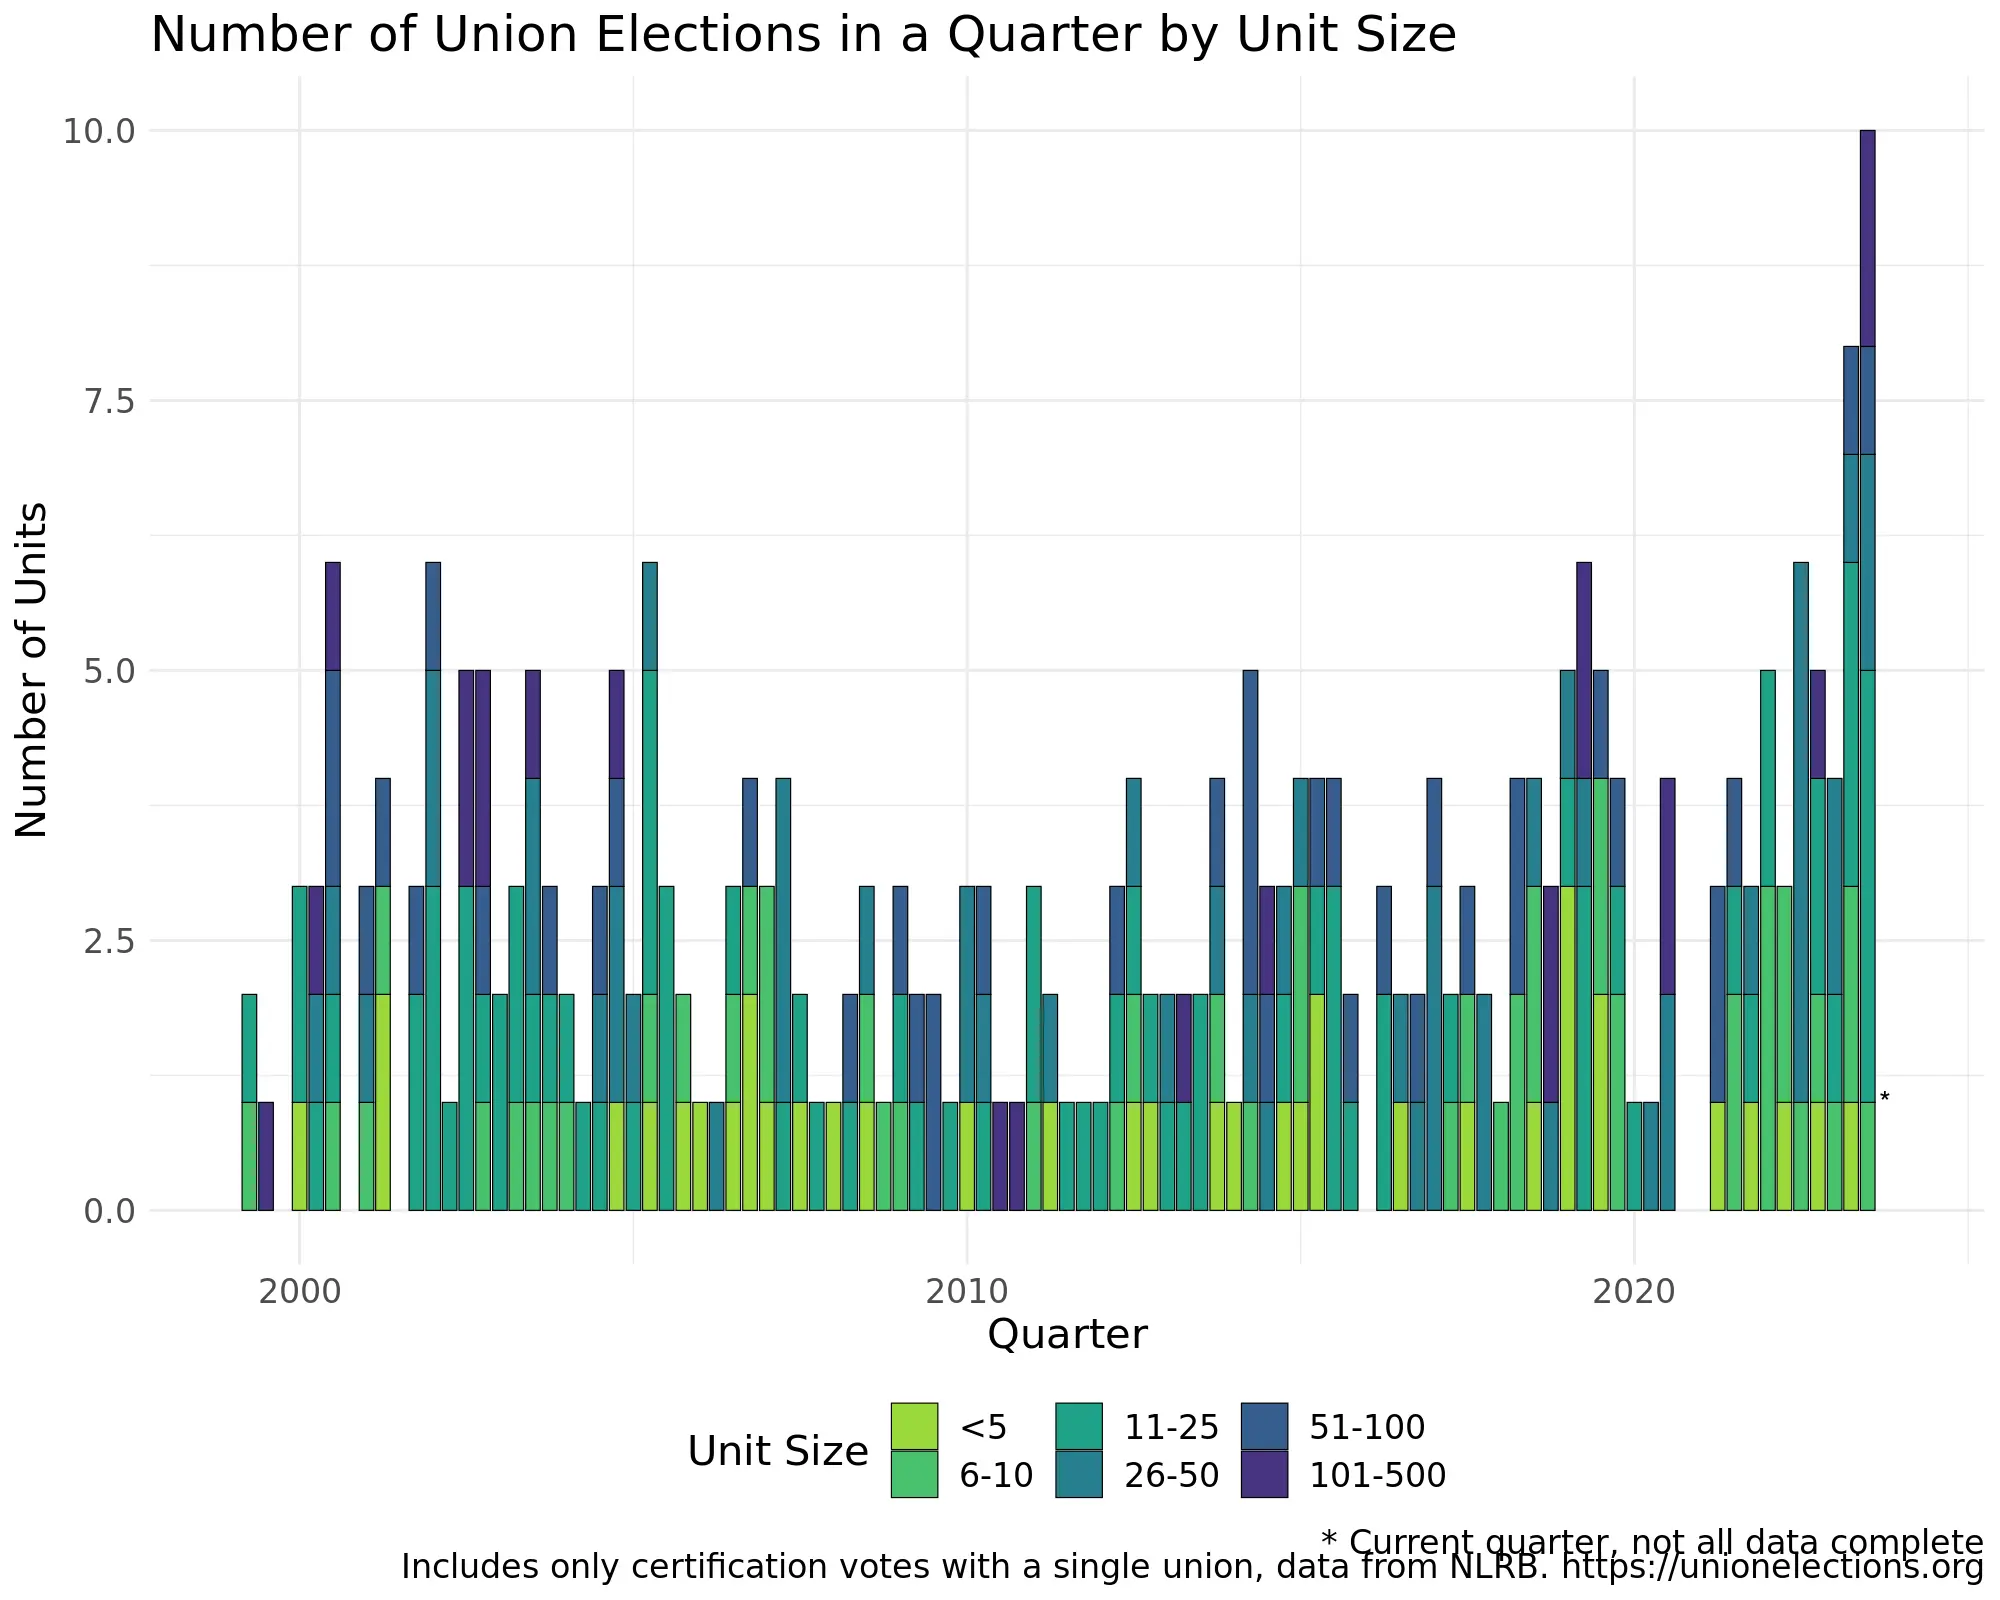 Number of Union Elections in a Quarter by Unit Size
10.0
7.5
5.0
2.5
0.0
Number of Units
*
2000 2010 2020
Quarter
Unit Size
<5 11-25 51-100
6-10 26-50 101-500
* Current quarter, not all data complete
Includes only certification votes with a single union, data from NLRB. https://unionelections.org